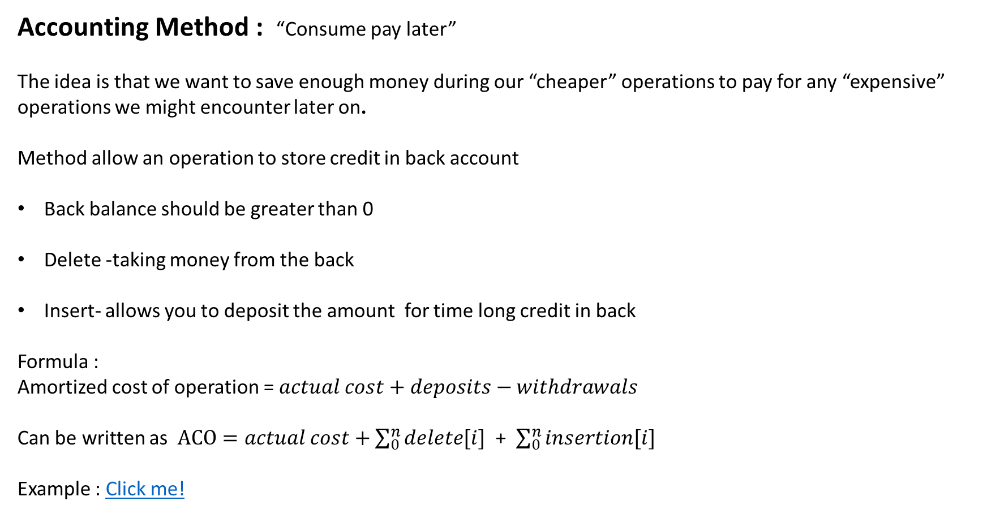 Accounting Method : “Consume pay later”
The idea is that we want to save enough money during our “cheaper” operations to pay for any “expensive”
operations we might encounter later on.
Method allow an operation to store credit in back account
• Back balance should be greater than 0
• Delete -taking money from the back
• Insert- allows you to deposit the amount for time long credit in back
Formula :
Amortized cost of operation = actual cost + deposits − withdrawals
Can be written as ACO = actual cost + ∑₀ⁿ delete[i] + ∑₀ⁿ insertion[i]
Example : Click me!